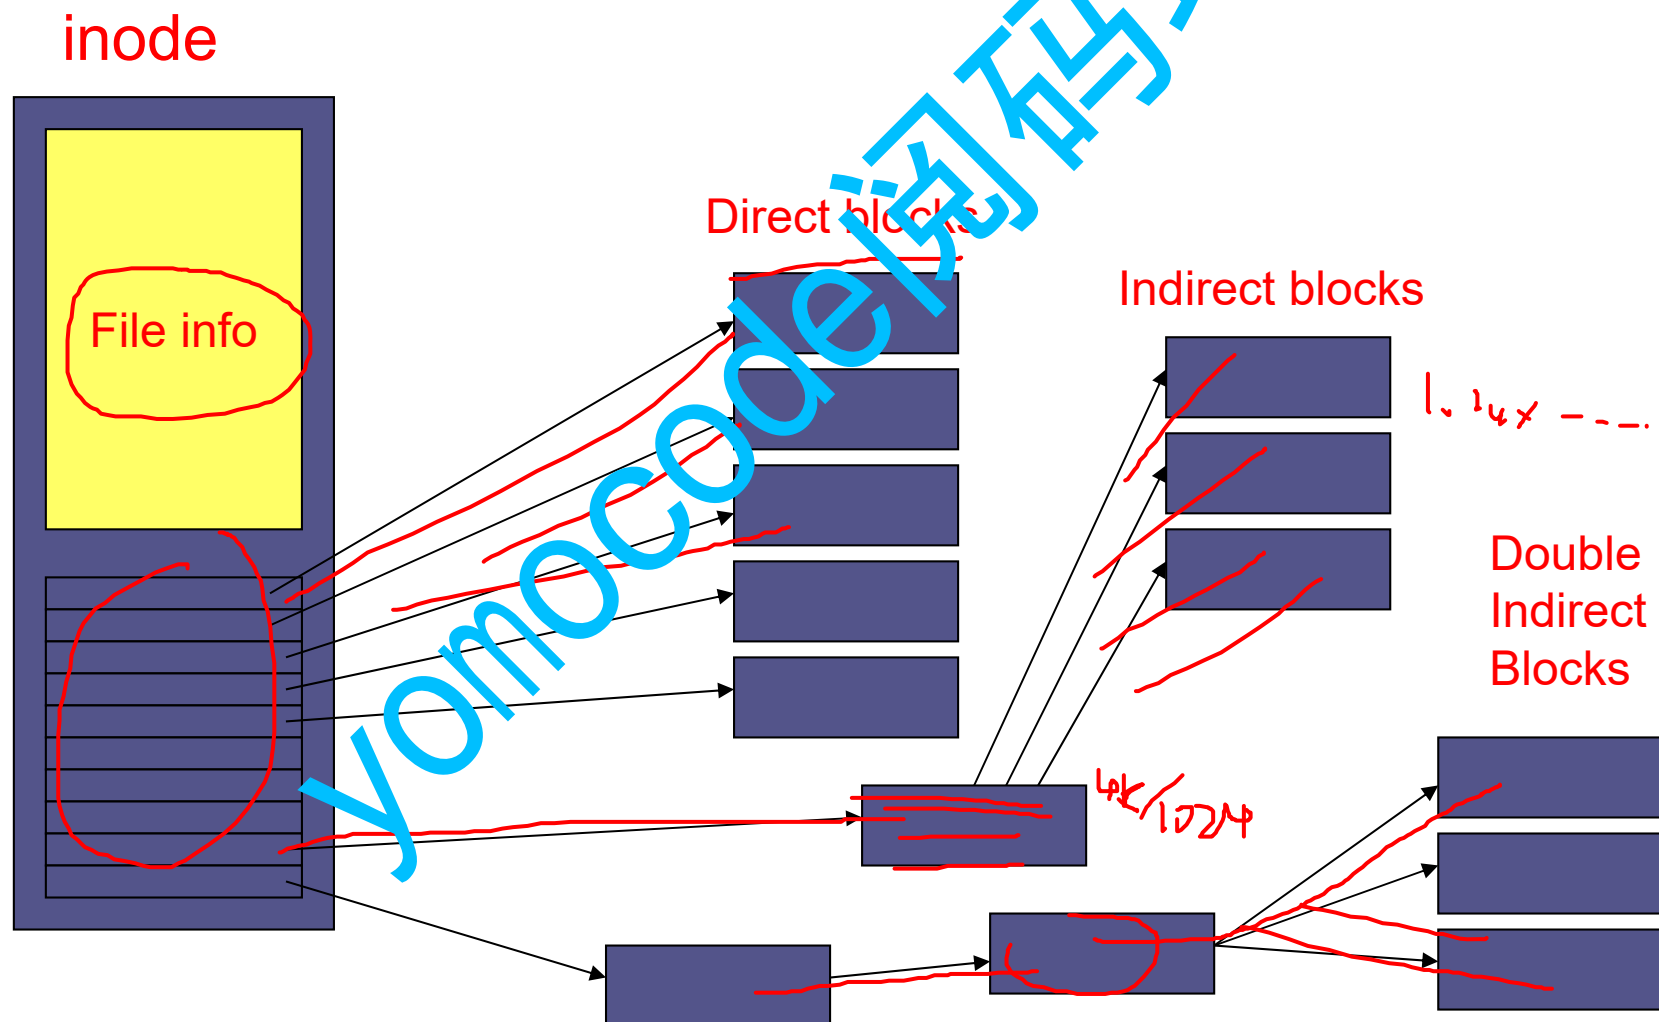 inode
Direct blocks
Indirect blocks
File info
Double
Indirect
Blocks
4K/1024
yomocode阅码